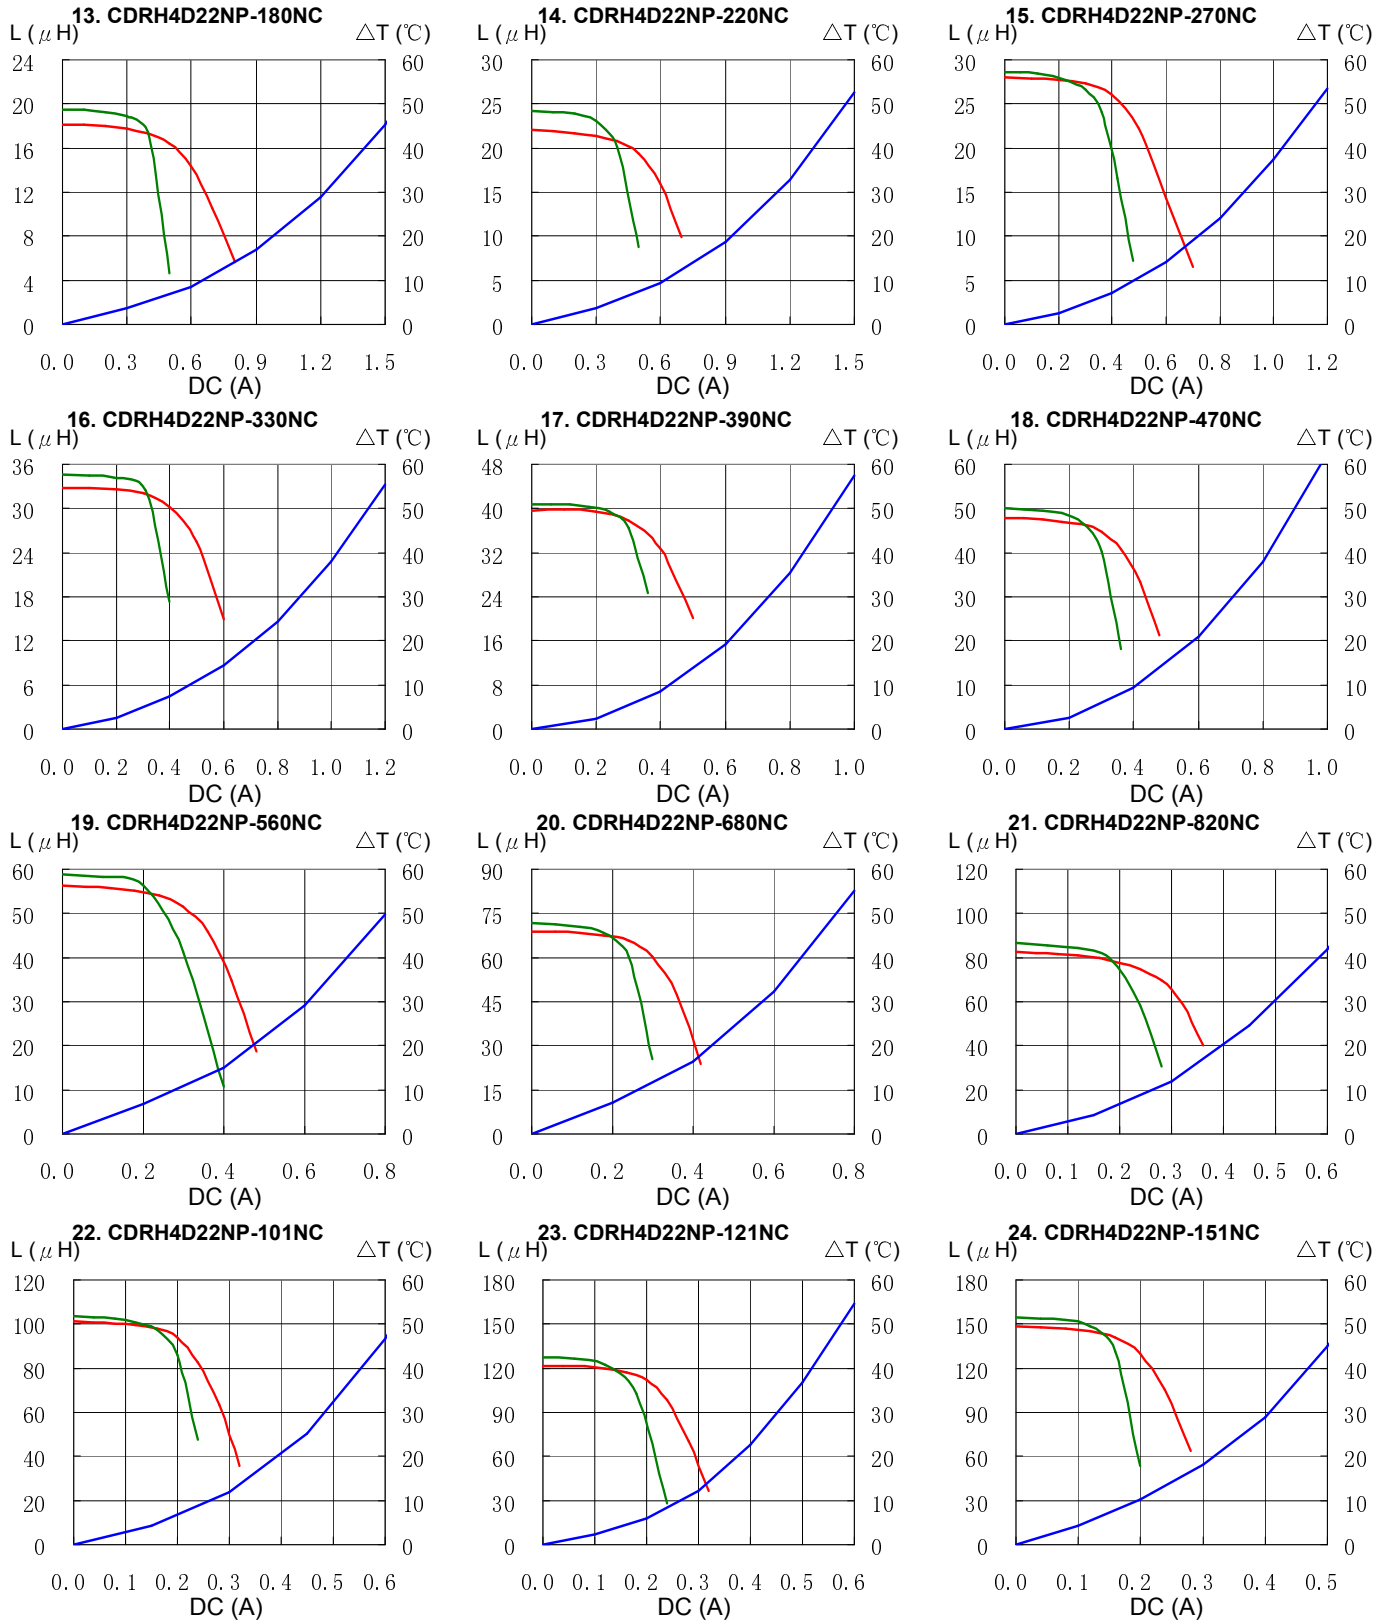 13. CDRH4D22NP-180NC
L (μH) △T (℃)
24 60
20 50
16 40
12 30
8 20
4 10
0 0
0.0 0.3 0.6 0.9 1.2 1.5
DC (A)
14. CDRH4D22NP-220NC
L (μH) △T (℃)
30 60
25 50
20 40
15 30
10 20
5 10
0 0
0.0 0.3 0.6 0.9 1.2 1.5
DC (A)
15. CDRH4D22NP-270NC
L (μH) △T (℃)
30 60
25 50
20 40
15 30
10 20
5 10
0 0
0.0 0.2 0.4 0.6 0.8 1.0 1.2
DC (A)
16. CDRH4D22NP-330NC
L (μH) △T (℃)
36 60
30 50
24 40
18 30
12 20
6 10
0 0
0.0 0.2 0.4 0.6 0.8 1.0 1.2
DC (A)
17. CDRH4D22NP-390NC
L (μH) △T (℃)
48 60
40 50
32 40
24 30
16 20
8 10
0 0
0.0 0.2 0.4 0.6 0.8 1.0
DC (A)
18. CDRH4D22NP-470NC
L (μH) △T (℃)
60 60
50 50
40 40
30 30
20 20
10 10
0 0
0.0 0.2 0.4 0.6 0.8 1.0
DC (A)
19. CDRH4D22NP-560NC
L (μH) △T (℃)
60 60
50 50
40 40
30 30
20 20
10 10
0 0
0.0 0.2 0.4 0.6 0.8
DC (A)
20. CDRH4D22NP-680NC
L (μH) △T (℃)
90 60
75 50
60 40
45 30
30 20
15 10
0 0
0.0 0.2 0.4 0.6 0.8
DC (A)
21. CDRH4D22NP-820NC
L (μH) △T (℃)
120 60
100 50
80 40
60 30
40 20
20 10
0 0
0.0 0.1 0.2 0.3 0.4 0.5 0.6
DC (A)
22. CDRH4D22NP-101NC
L (μH) △T (℃)
120 60
100 50
80 40
60 30
40 20
20 10
0 0
0.0 0.1 0.2 0.3 0.4 0.5 0.6
DC (A)
23. CDRH4D22NP-121NC
L (μH) △T (℃)
180 60
150 50
120 40
90 30
60 20
30 10
0 0
0.0 0.1 0.2 0.3 0.4 0.5 0.6
DC (A)
24. CDRH4D22NP-151NC
L (μH) △T (℃)
180 60
150 50
120 40
90 30
60 20
30 10
0 0
0.0 0.1 0.2 0.3 0.4 0.5
DC (A)